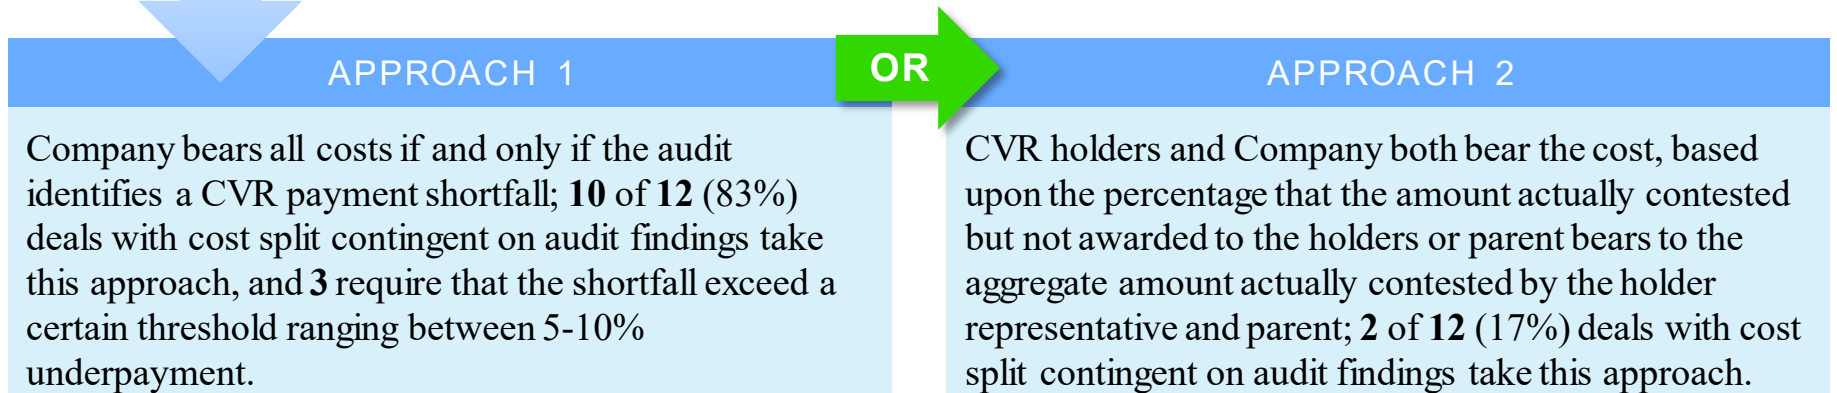 APPROACH 1
OR
APPROACH 2
Company bears all costs if and only if the audit
identifies a CVR payment shortfall; 10 of 12 (83%)
deals with cost split contingent on audit findings take
this approach, and 3 require that the shortfall exceed a
certain threshold ranging between 5-10%
underpayment.
CVR holders and Company both bear the cost, based
upon the percentage that the amount actually contested
but not awarded to the holders or parent bears to the
aggregate amount actually contested by the holder
representative and parent; 2 of 12 (17%) deals with cost
split contingent on audit findings take this approach.